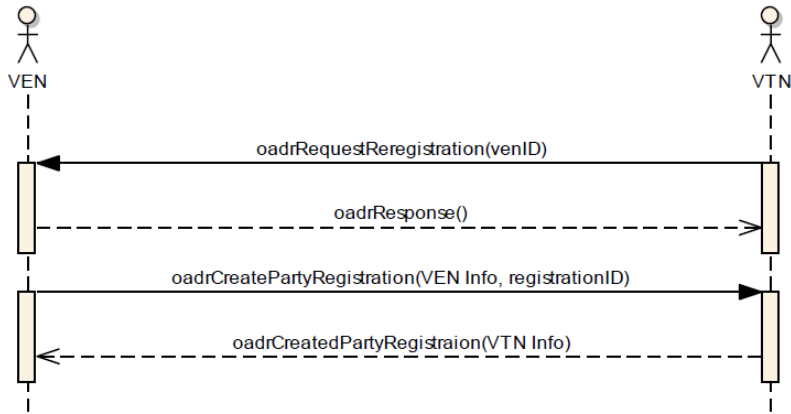 VEN
VTN
oadrRequestReregistration(venID)
oadrResponse()
oadrCreatePartyRegistration(VEN Info, registrationID)
oadrCreatedPartyRegistraion(VTN Info)